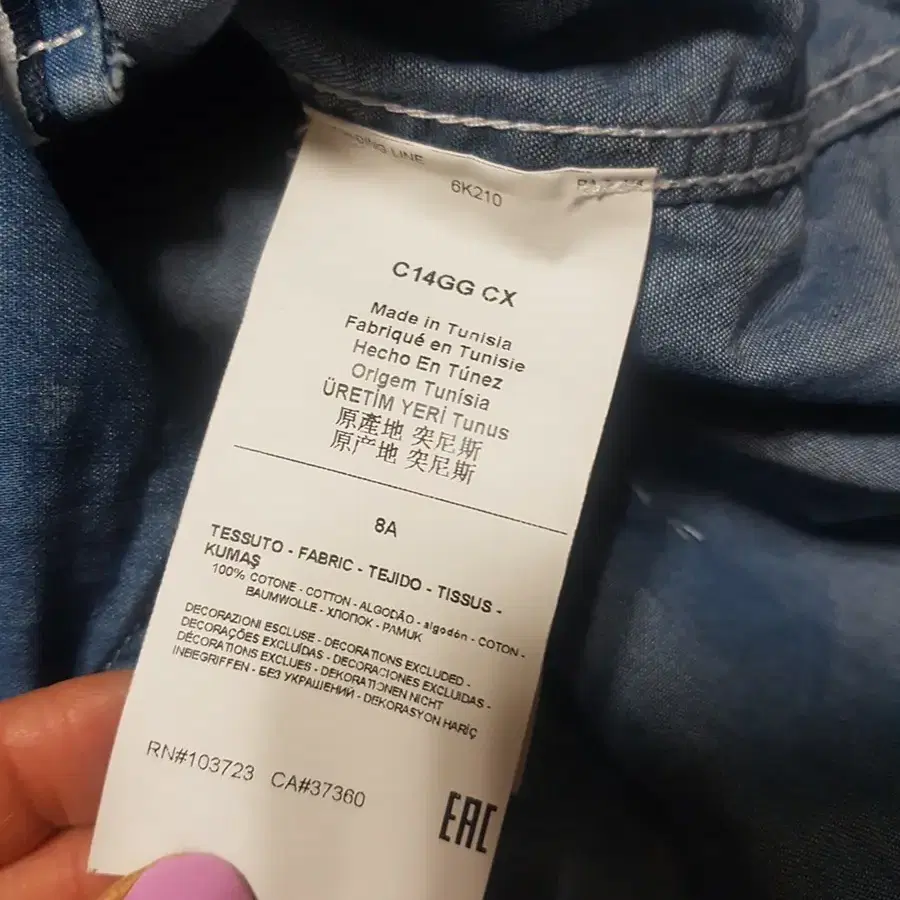 LINE
6K210
C14GG CX
Made in Tunisia
Fabriqué en Tunisie
Hecho En Túnez
Origem Tunísia
ÜRETİM YERİ Tunus
原產地 突尼斯
原产地 突尼斯
8A
TESSUTO - FABRIC - TEJIDO - TISSUS -
KUMAŞ
100% COTONE - COTTON - ALGODÃO - algodón - COTON -
BAUMWOLLE - ХЛОПОК - PAMUK
DECORAZIONI ESCLUSE - DECORATIONS EXCLUDED -
DECORAÇÕES EXCLUÍDAS - DECORACIONES EXCLUIDAS -
DÉCORATIONS EXCLUES - DEKORATIONEN NICHT
INBEGRIFFEN - БЕЗ УКРАШЕНИЙ - DEKORASYON HARİÇ
RN#103723 CA#37360
EAC